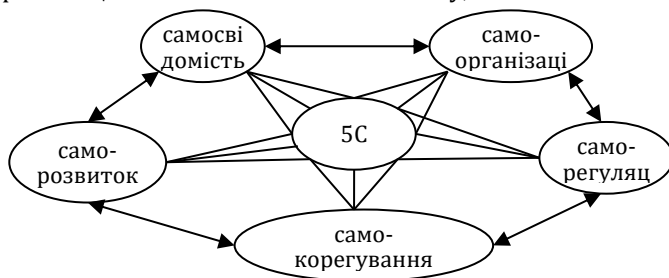 самосві
домість
само-
організаці
5С
само-
розвиток
само-
регуляц
само-
корегування